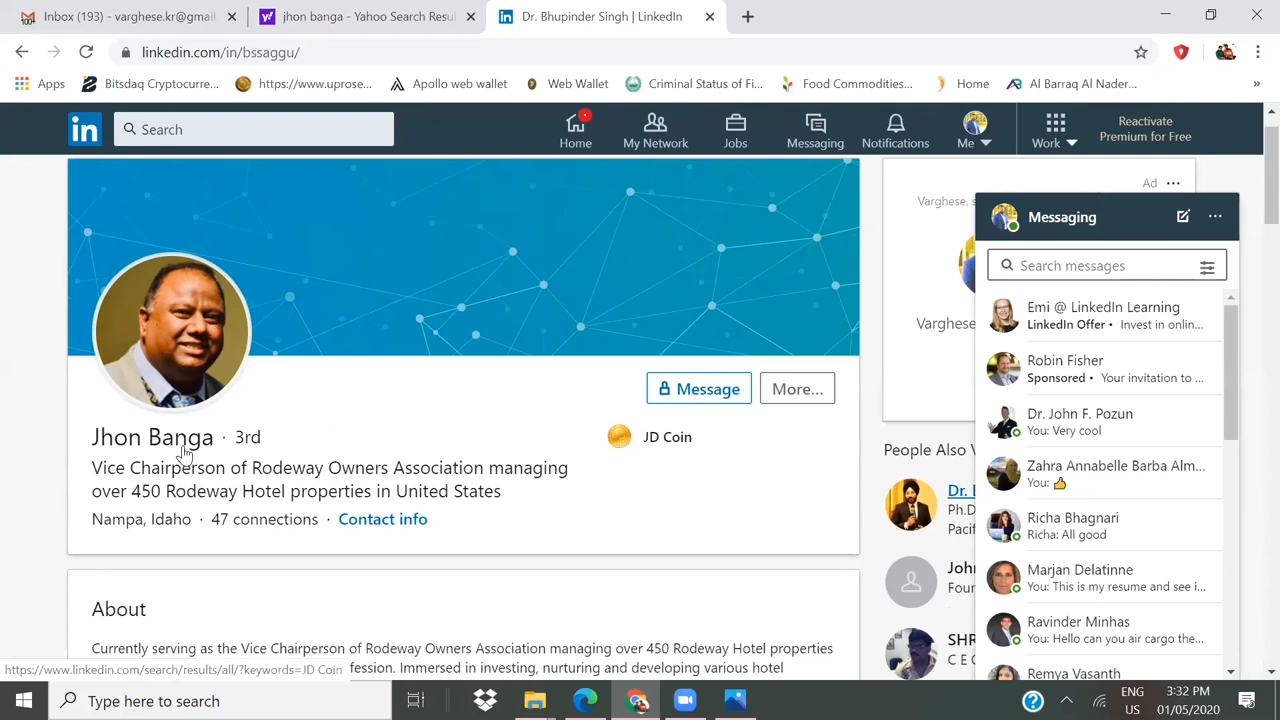 Inbox (193) - varghese.kr@gmail
jhon banga - Yahoo Search Resul
Dr. Bhupinder Singh | LinkedIn
linkedin.com/in/bssaggu/
Apps
Bitsdaq Cryptocurre...
https://www.uprose...
Apollo web wallet
Web Wallet
Criminal Status of Fi...
Food Commodities...
Home
Al Barraq Al Nader...
»
in
Search
Home
My Network
Jobs
Messaging
Notifications
Me
Work
Reactivate
Premium for Free
Jhon Banga · 3rd
Vice Chairperson of Rodeway Owners Association managing
over 450 Rodeway Hotel properties in United States
Nampa, Idaho · 47 connections · Contact info
Message
More...
JD Coin
About
Currently serving as the Vice Chairperson of Rodeway Owners Association managing over 450 Rodeway Hotel properties
fession. Immersed in investing, nurturing and developing various hotel
https://www.linkedin.com/search/results/all/?keywords=JD Coin
Ad ...
Varghese, s
Varghese
People Also V
Dr. 
Ph.D
Pacif
Joh
Foun
SHR
C E C
Messaging
Search messages
Emi @ LinkedIn Learning
LinkedIn Offer • Invest in onlin...
Robin Fisher
Sponsored • Your invitation to ...
Dr. John F. Pozun
You: Very cool
Zahra Annabelle Barba Alm...
You: 👍
Richa Bhagnari
Richa: All good
Marjan Delatinne
You: This is my resume and see i...
Ravinder Minhas
You: Hello can you air cargo the...
Remya Vasanth
Type here to search
ENG
US
3:32 PM
01/05/2020